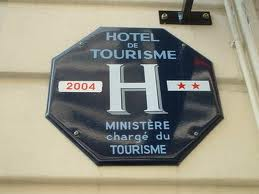 HOTEL
DE
TOURISME
2004 H ★★
MINISTÈRE
chargé du
TOURISME